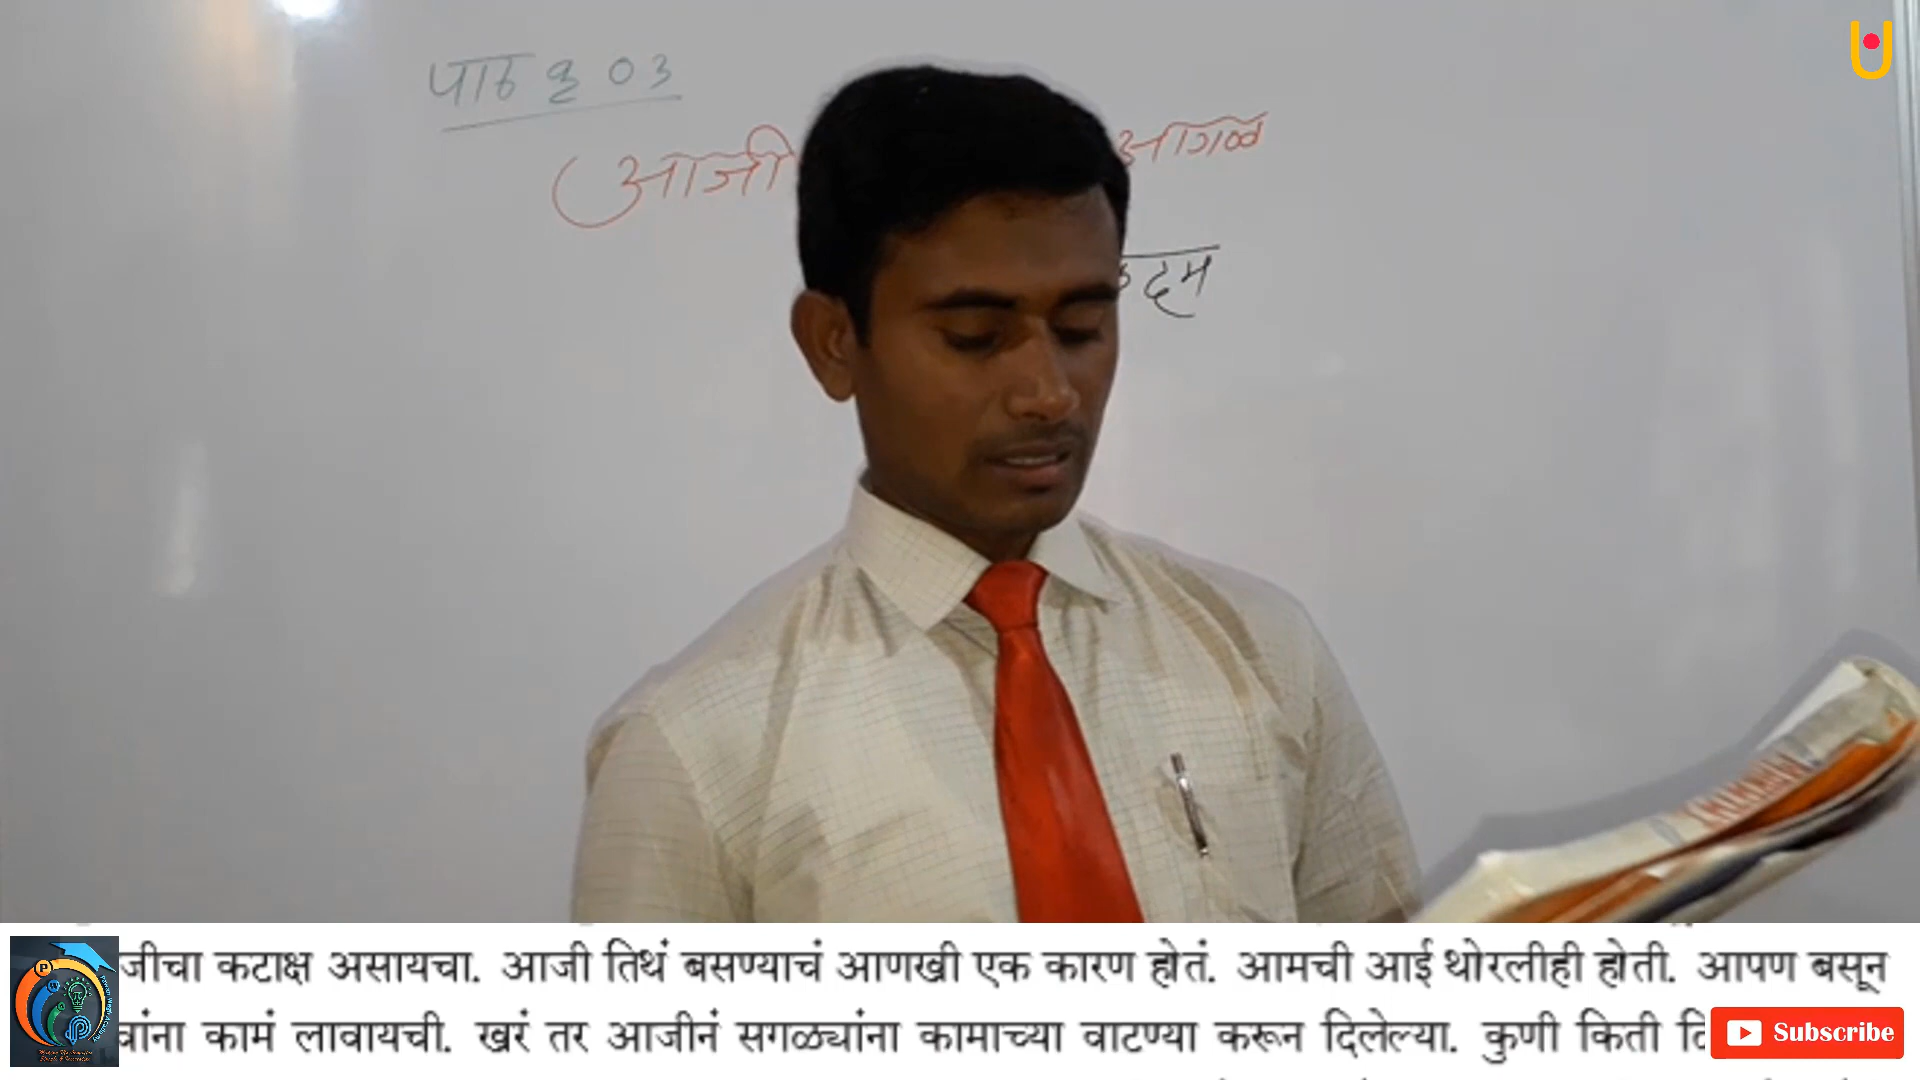 पाठ क्र 03
आजी आगळ
कदम
जीचा कटाक्ष असायचा. आजी तिथं बसण्याचं आणखी एक कारण होतं. आमची आई थोरलीही होती. आपण बसून
बांना कामं लावायची. खरं तर आजीनं सगळ्यांना कामाच्या वाटण्या करून दिलेल्या. कुणी किती
Subscribe